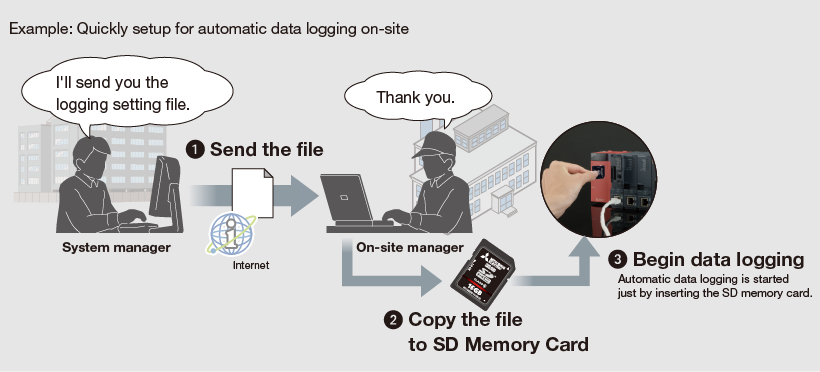 Example: Quickly setup for automatic data logging on-site
I'll send you the
logging setting file.
Thank you.
1 Send the file
System manager
Internet
On-site manager
16GB
2 Copy the file
to SD Memory Card
3 Begin data logging
Automatic data logging is started
just by inserting the SD memory card.